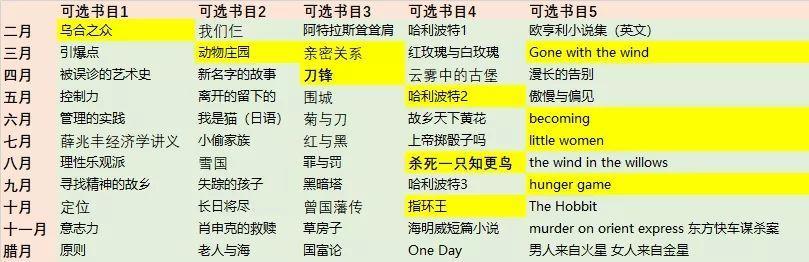 可选书目1 可选书目2 可选书目3 可选书目4 可选书目5
二月 乌合之众 我们仨 阿特拉斯耸耸肩 哈利波特1 欧亨利小说集（英文）
三月 引爆点 动物庄园 亲密关系 红玫瑰与白玫瑰 Gone with the wind
四月 被误诊的艺术史 新名字的故事 刀锋 云雾中的古堡 漫长的告别
五月 控制力 离开的留下的 围城 哈利波特2 傲慢与偏见
六月 管理的实践 我是猫（日语） 菊与刀 故乡天下黄花 becoming
七月 薛兆丰经济学讲义 小偷家族 红与黑 上帝掷骰子吗 little women
八月 理性乐观派 雪国 罪与罚 杀死一只知更鸟 the wind in the willows
九月 寻找精神的故乡 失踪的孩子 黑暗塔 哈利波特3 hunger game
十月 定位 长日将尽 曾国藩传 指环王 The Hobbit
十一月 意志力 肖申克的救赎 草房子 海明威短篇小说 murder on orient express 东方快车谋杀案
腊月 原则 老人与海 国富论 One Day 男人来自火星 女人来自金星